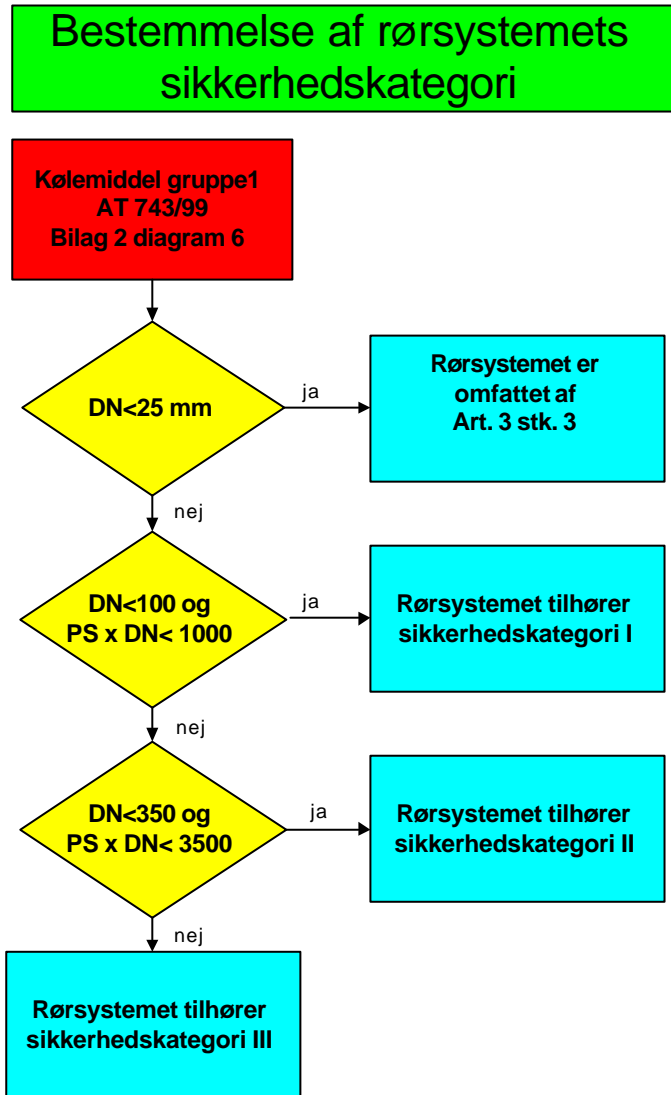 Bestemmelse af rørsystemets
sikkerhedskategori
Kølemiddel gruppe1
AT 743/99
Bilag 2 diagram 6
DN<25 mm
ja
Rørsystemet er
omfattet af
Art. 3 stk. 3
nej
DN<100 og
PS x DN< 1000
ja
Rørsystemet tilhører
sikkerhedskategori I
nej
DN<350 og
PS x DN< 3500
ja
Rørsystemet tilhører
sikkerhedskategori II
nej
Rørsystemet tilhører
sikkerhedskategori III